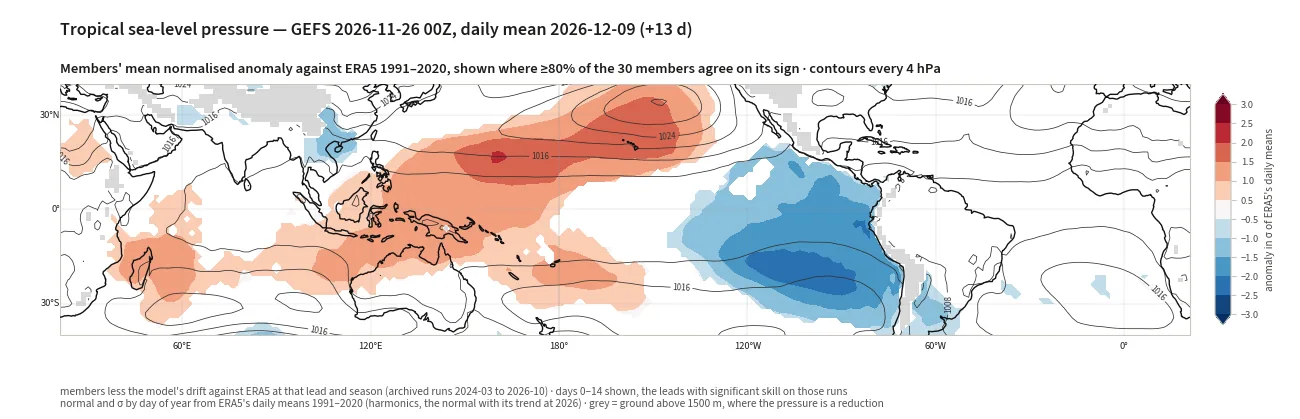 Tropical sea-level pressure — GEFS 2026-11-26 00Z, daily mean 2026-12-09 (+13 d)
Members' mean normalised anomaly against ERA5 1991–2020, shown where ≥80% of the 30 members agree on its sign · contours every 4 hPa
30°N
0°
30°S
60°E
120°E
180°
120°W
60°W
0°
1024
1016
1016
1016
1024
1016
1024
1016
1016
1016
1016
1008
1016
3.0
2.5
2.0
1.5
1.0
0.5
−0.5
−1.0
−1.5
−2.0
−2.5
−3.0
anomaly in σ of ERA5's daily means
members less the model's drift against ERA5 at that lead and season (archived runs 2024-03 to 2026-10) · days 0–14 shown, the leads with significant skill on those runs
normal and σ by day of year from ERA5's daily means 1991–2020 (harmonics, the normal with its trend at 2026) · grey = ground above 1500 m, where the pressure is a reduction